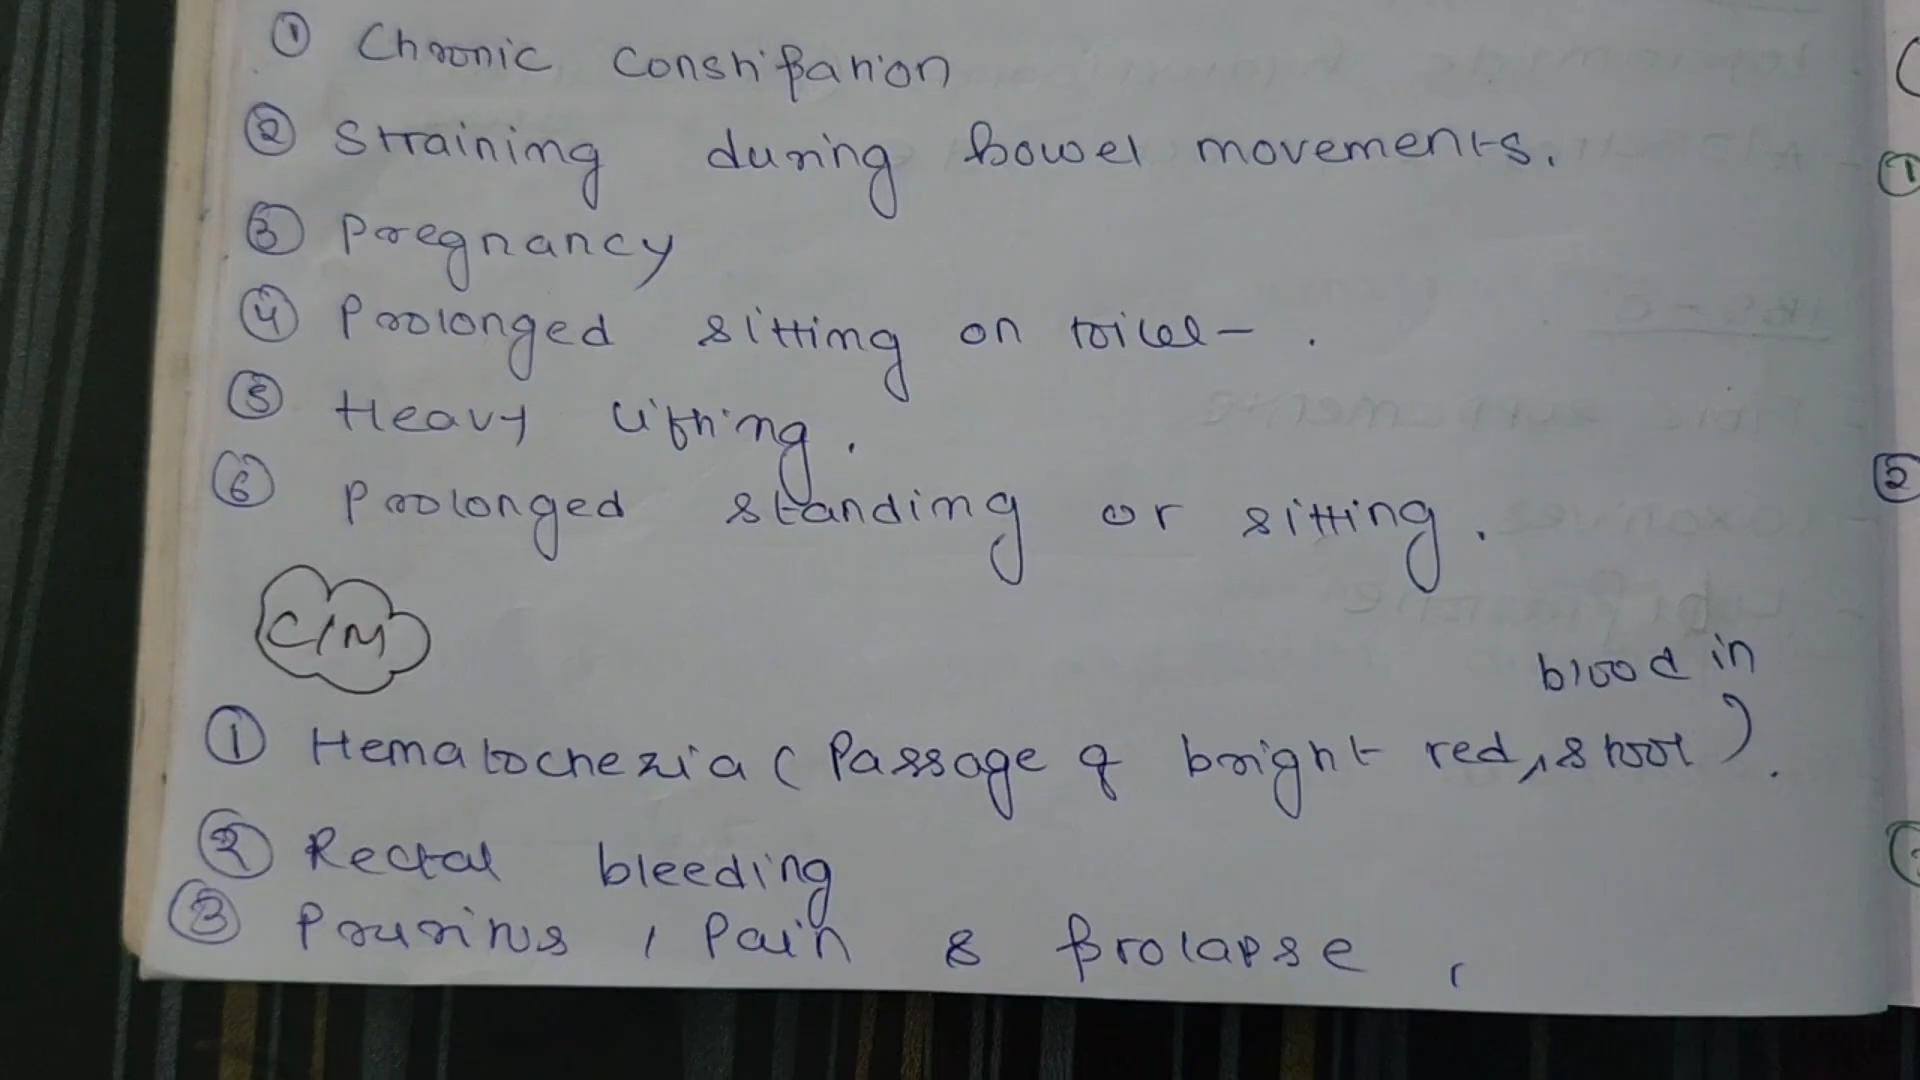 ① Chronic Constipation
② Straining during bowel movements.
③ Pregnancy
④ Prolonged sitting on toilet.
⑤ Heavy lifting.
⑥ Prolonged standing or sitting.
C/M
① Hematochezia (Passage of bright red, blood in stool).
② Rectal bleeding
③ Pruritus, Pain & prolapse,